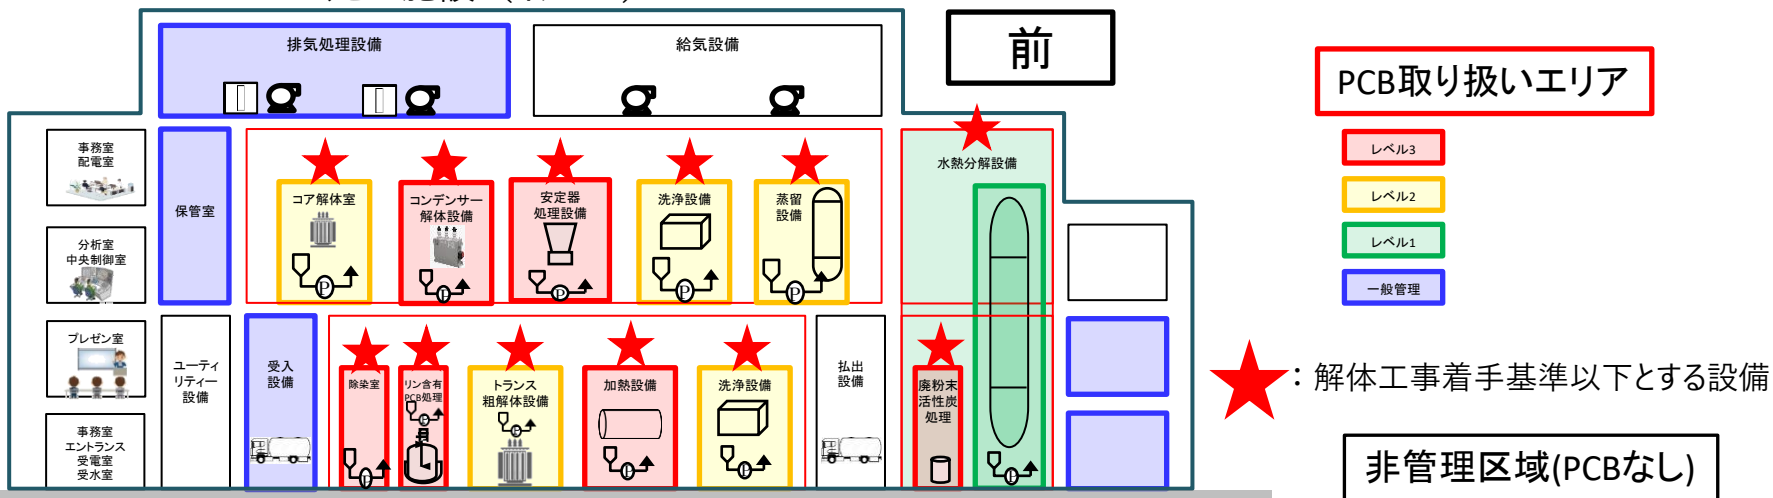 排気処理設備
給気設備
前
PCB取り扱いエリア
レベル3
レベル2
レベル1
一般管理
事務室
配電室
保管室
分析室
中央制御室
コア解体室
P
コンデンサー
解体設備
P
安定器
処理設備
P
洗浄設備
P
蒸留
設備
P
水熱分解設備
プレゼン室
ユーティ
リティー
設備
受入
設備
除染室
P
リン含有
PCB処理
P
トランス
粗解体設備
P
加熱設備
P
洗浄設備
P
払出
設備
廃粉末
活性炭
処理
P
事務室
エントランス
受電室
受水室
：解体工事着手基準以下とする設備
非管理区域(PCBなし)